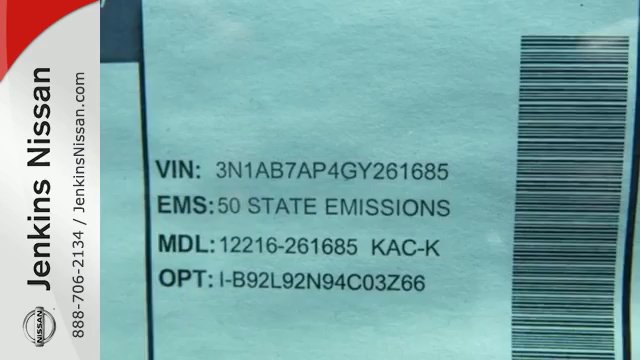 Jenkins Nissan
888-706-2134 / JenkinsNissan.com
NISSAN
VIN: 3N1AB7AP4GY261685
EMS: 50 STATE EMISSIONS
MDL: 12216-261685 KAC-K
OPT: I-B92L92N94C03Z66